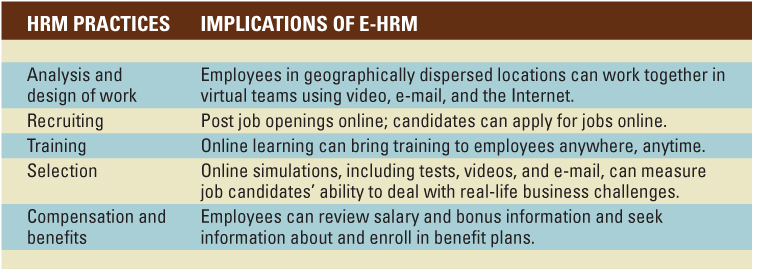 HRM PRACTICES IMPLICATIONS OF E-HRM
Analysis and design of work Employees in geographically dispersed locations can work together in virtual teams using video, e-mail, and the Internet.
Recruiting Post job openings online; candidates can apply for jobs online.
Training Online learning can bring training to employees anywhere, anytime.
Selection Online simulations, including tests, videos, and e-mail, can measure job candidates’ ability to deal with real-life business challenges.
Compensation and benefits Employees can review salary and bonus information and seek information about and enroll in benefit plans.